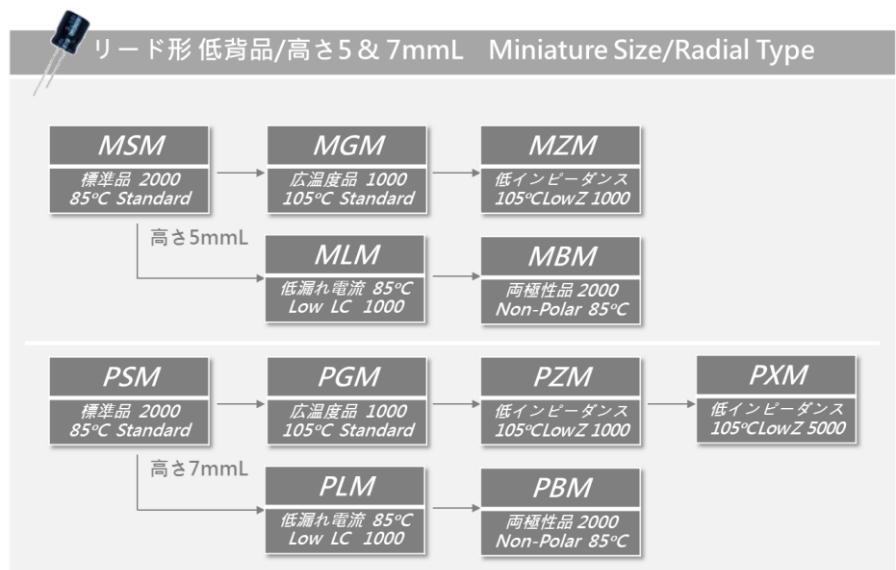 リード形 低背品/高さ5 & 7mmL Miniature Size/Radial Type
MSM
標準品 2000
85°C Standard
MGM
広温度品 1000
105°C Standard
MZM
低インピーダンス
105°CLowZ 1000
高さ5mmL
MLM
低漏れ電流 85°C
Low LC 1000
MBM
両極性品 2000
Non-Polar 85°C
PSM
標準品 2000
85°C Standard
PGM
広温度品 1000
105°C Standard
PZM
低インピーダンス
105°CLowZ 1000
PXM
低インピーダンス
105°CLowZ 5000
高さ7mmL
PLM
低漏れ電流 85°C
Low LC 1000
PBM
両極性品 2000
Non-Polar 85°C